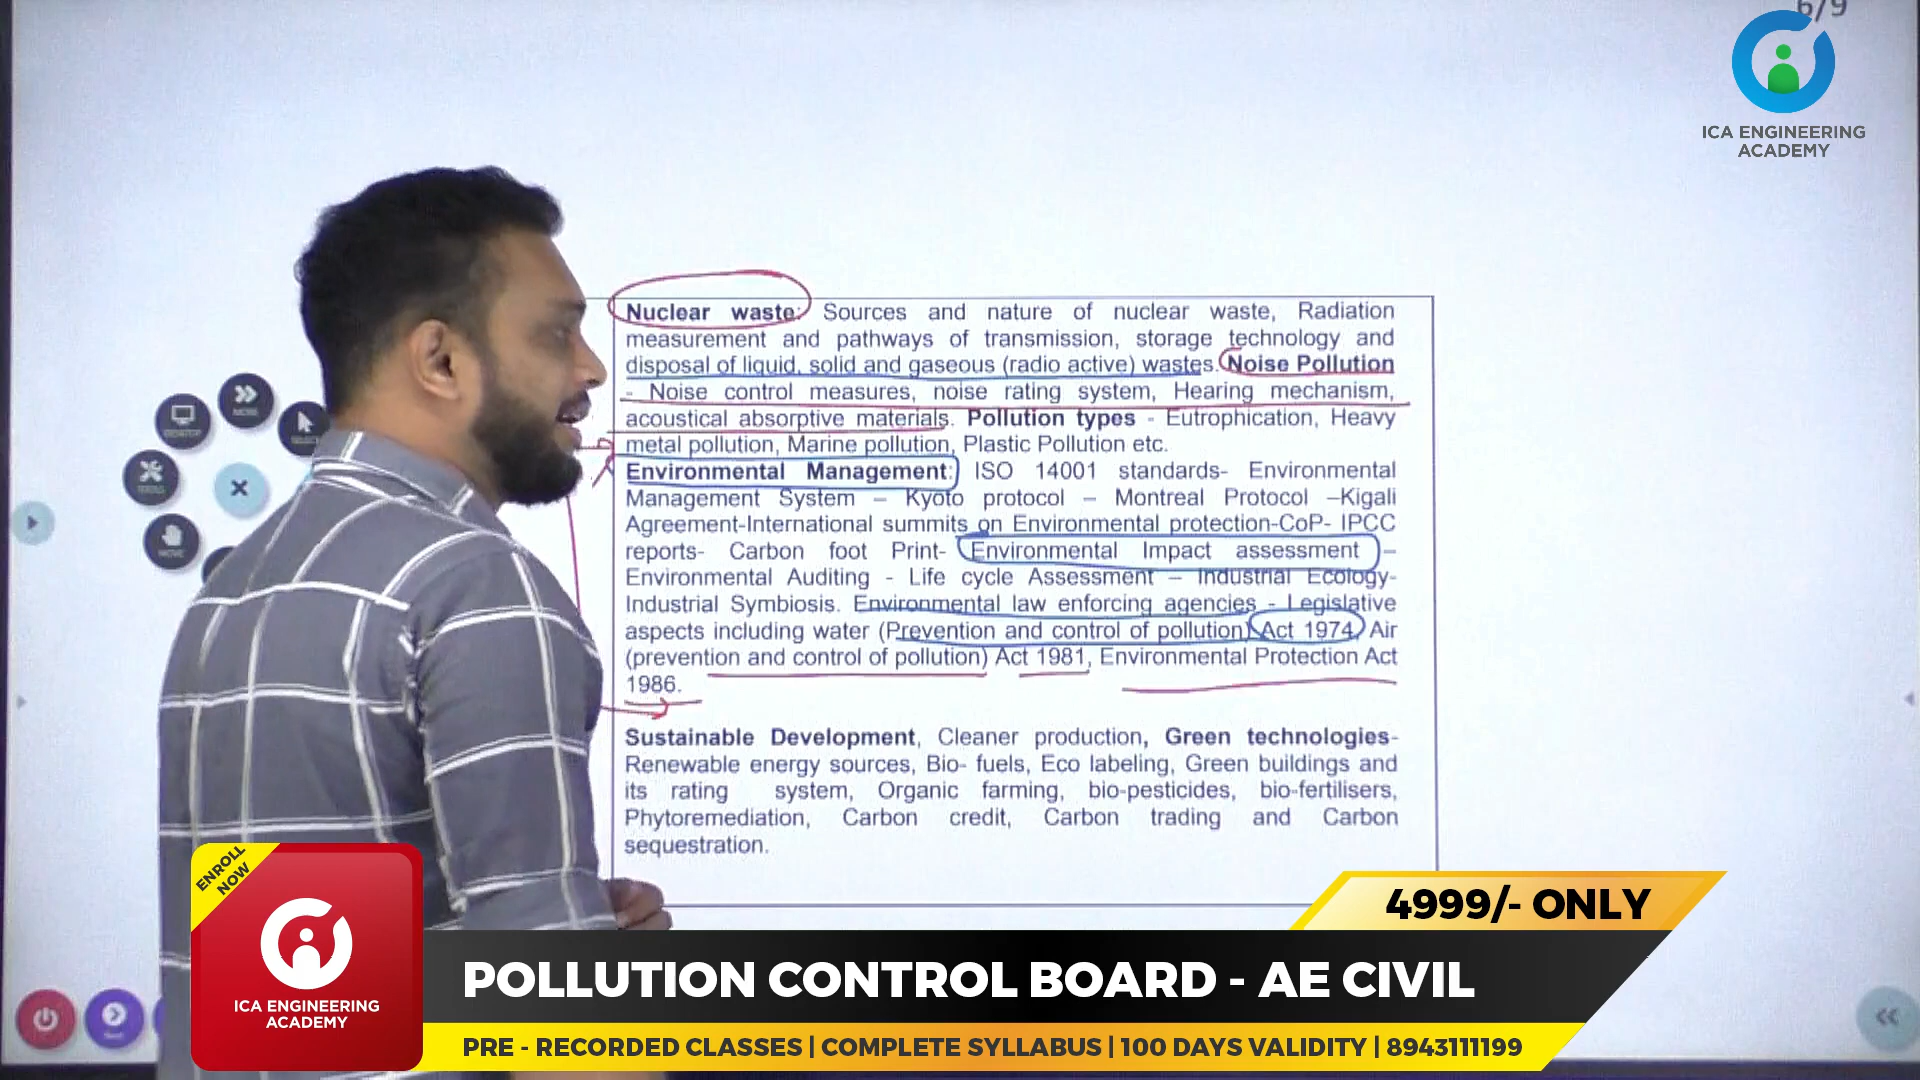 6/9
ICA ENGINEERING
ACADEMY
Nuclear waste: Sources and nature of nuclear waste, Radiation
measurement and pathways of transmission, storage technology and
disposal of liquid, solid and gaseous (radio active) wastes. Noise Pollution
- Noise control measures, noise rating system, Hearing mechanism,
acoustical absorptive materials. Pollution types - Eutrophication, Heavy
metal pollution, Marine pollution, Plastic Pollution etc.
Environmental Management: ISO 14001 standards- Environmental
Management System – Kyoto protocol – Montreal Protocol –Kigali
Agreement-International summits on Environmental protection-CoP- IPCC
reports- Carbon foot Print- Environmental Impact assessment –
Environmental Auditing - Life cycle Assessment – Industrial Ecology-
Industrial Symbiosis. Environmental law enforcing agencies - Legislative
aspects including water (Prevention and control of pollution) Act 1974, Air
(prevention and control of pollution) Act 1981, Environmental Protection Act
1986.
Sustainable Development, Cleaner production, Green technologies-
Renewable energy sources, Bio- fuels, Eco labeling, Green buildings and
its rating system, Organic farming, bio-pesticides, bio-fertilisers,
Phytoremediation, Carbon credit, Carbon trading and Carbon
sequestration.
DESKTOP
MORE
MOVE
ENROLL
NOW
ICA ENGINEERING
ACADEMY
4999/- ONLY
POLLUTION CONTROL BOARD - AE CIVIL
PRE - RECORDED CLASSES | COMPLETE SYLLABUS | 100 DAYS VALIDITY | 8943111199